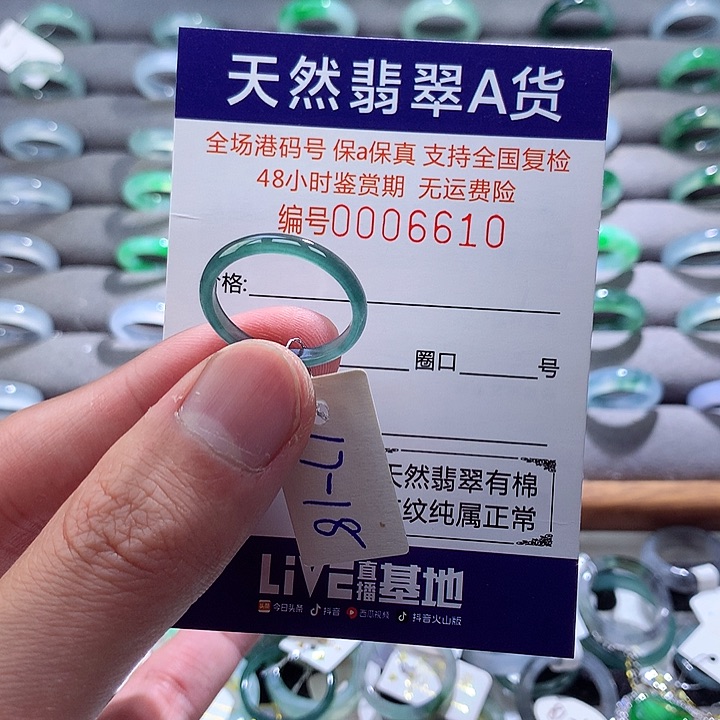 天然翡翠A货
全场港码号 保a保真 支持全国复检
48小时鉴赏期 无运费险
编号0006610
格:
圈口 号
天然翡翠有棉
纹纯属正常
17-18
LiVE直播基地
头条 今日头条 抖音 西瓜视频 抖音火山版